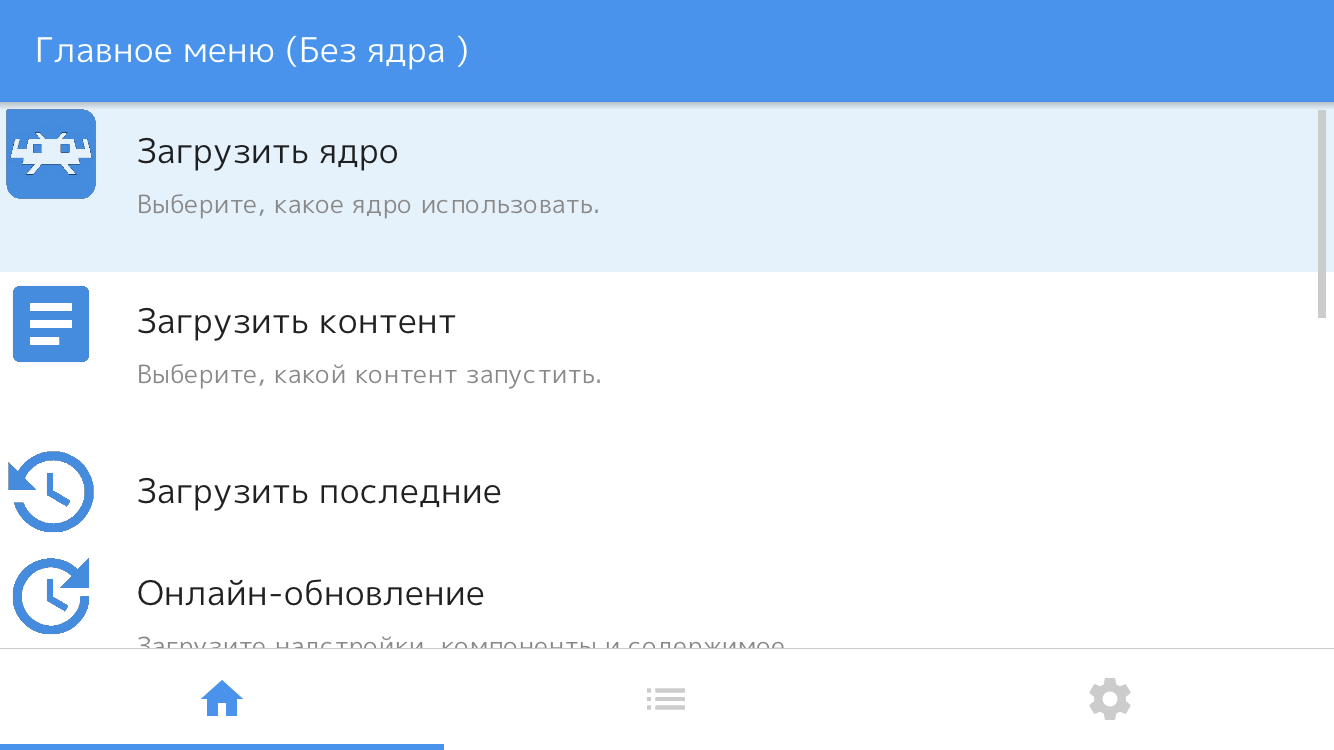 Главное меню (Без ядра )
Загрузить ядро
Выберите, какое ядро использовать.
Загрузить контент
Выберите, какой контент запустить.
Загрузить последние
Онлайн-обновление
Загрузите надстройки, компоненты и содержимое